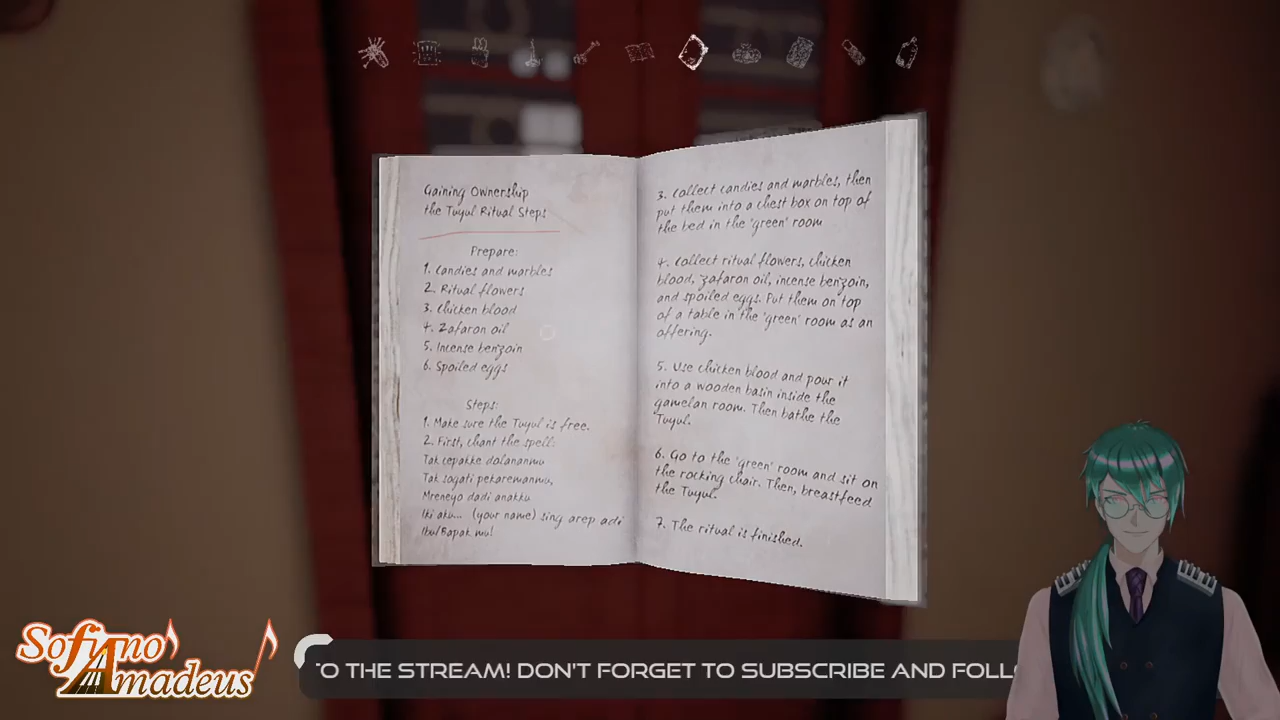 Gaining Ownership
the Tuyul Ritual Steps
Prepare:
1. Candies and marbles
2. Ritual flowers
3. Chicken blood
4. Zafaron oil
5. Incense benzoin
6. Spoiled eggs
Steps:
1. Make sure the Tuyul is free.
2. First, chant the spell:
Tak cepakke dolananmu
Tak sogati pekaremanmu,
Mreneyo dadi anakku
Iki aku... (your name) sing arep adi
Ibu/Bapak mu!
3. Collect candies and marbles, then
put them into a chest box on top of
the bed in the 'green' room
4. Collect ritual flowers, chicken
blood, zafaron oil, incense benzoin,
and spoiled eggs. Put them on top
of a table in the 'green' room as an
offering.
5. Use chicken blood and pour it
into a wooden basin inside the
gamelan room. Then bathe the
Tuyul.
6. Go to the 'green' room and sit on
the rocking chair. Then, breastfeed
the Tuyul.
7. The ritual is finished.
Sofiano
Amadeus
TO THE STREAM! DON'T FORGET TO SUBSCRIBE AND FOLLO